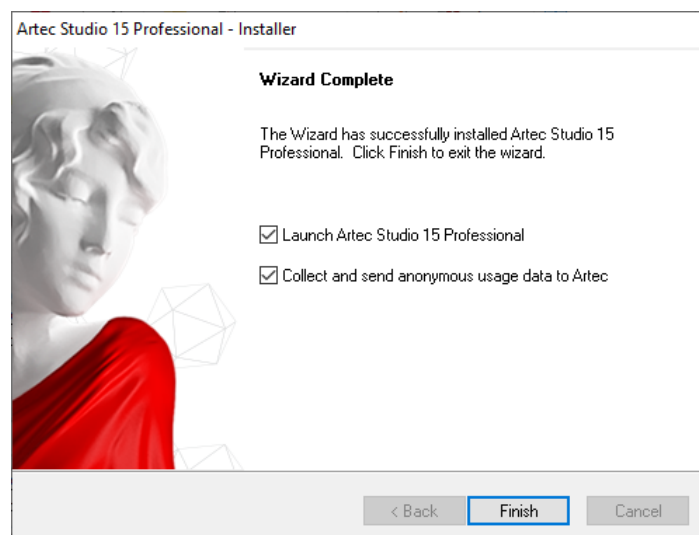 Artec Studio 15 Professional - Installer
Wizard Complete
The Wizard has successfully installed Artec Studio 15
Professional. Click Finish to exit the wizard.
Launch Artec Studio 15 Professional
Collect and send anonymous usage data to Artec
< Back
Finish
Cancel